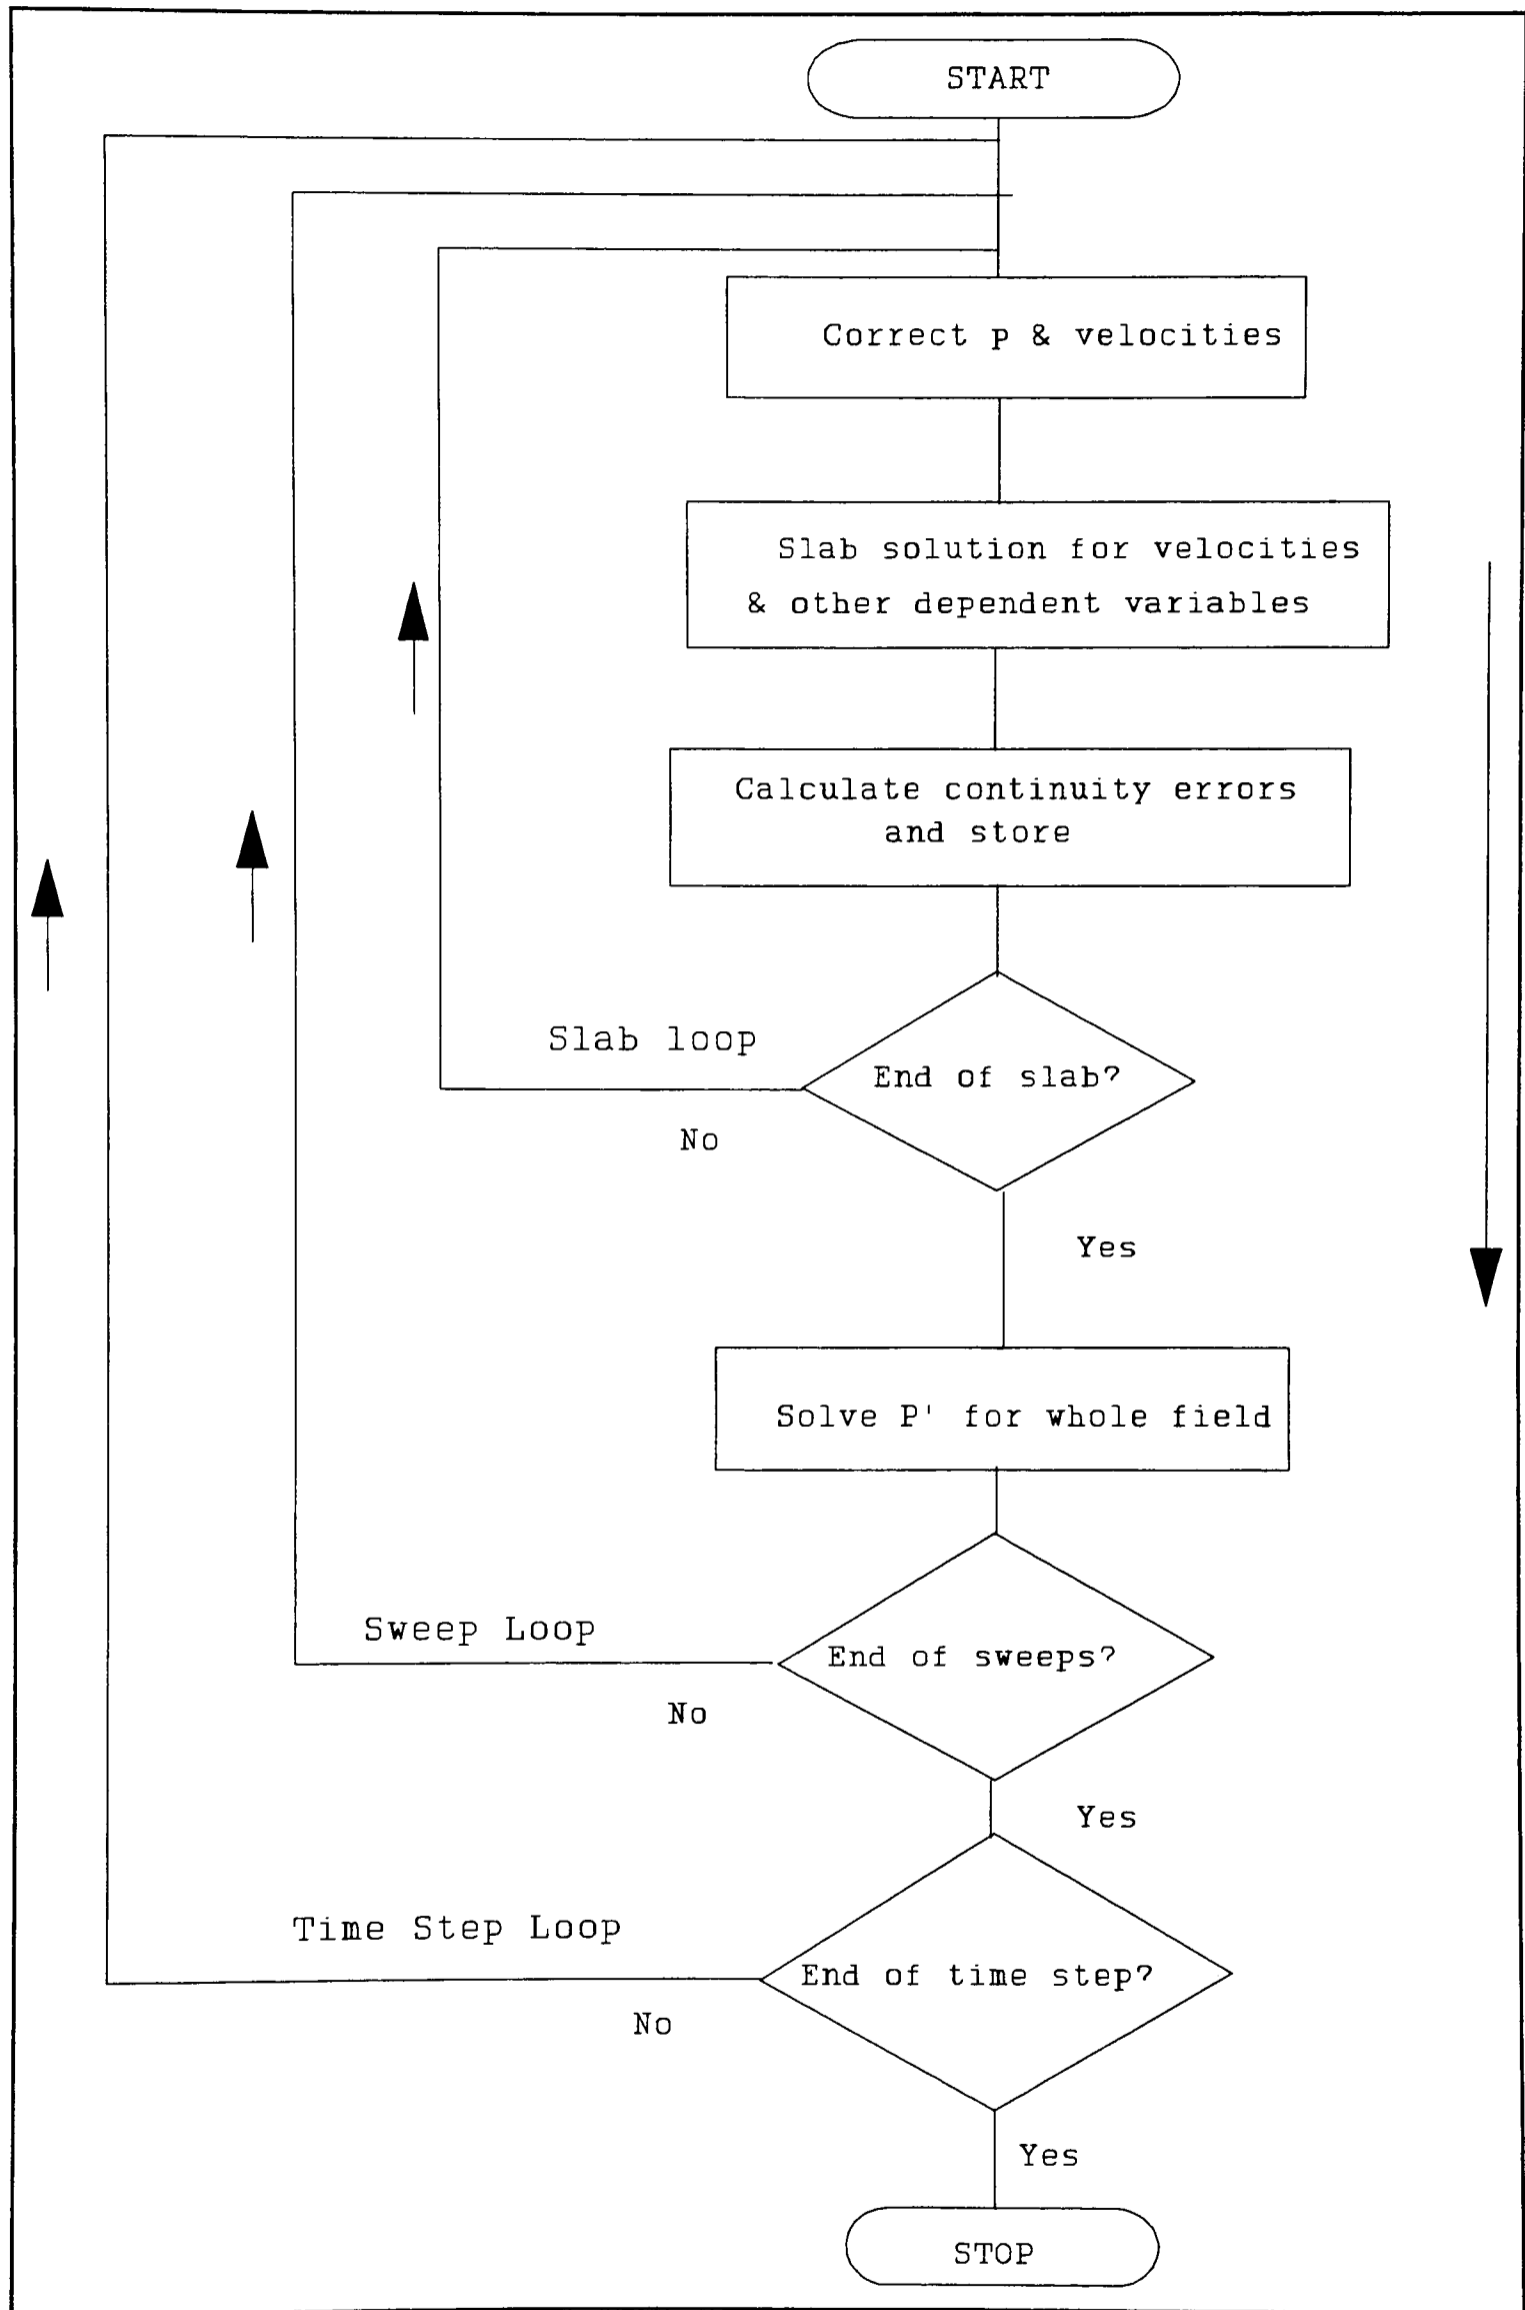 START
Correct p & velocities
Slab solution for velocities
& other dependent variables
Calculate continuity errors
and store
Slab loop
End of slab?
No
Yes
Solve P' for whole field
Sweep Loop
End of sweeps?
No
Yes
Time Step Loop
End of time step?
No
Yes
STOP